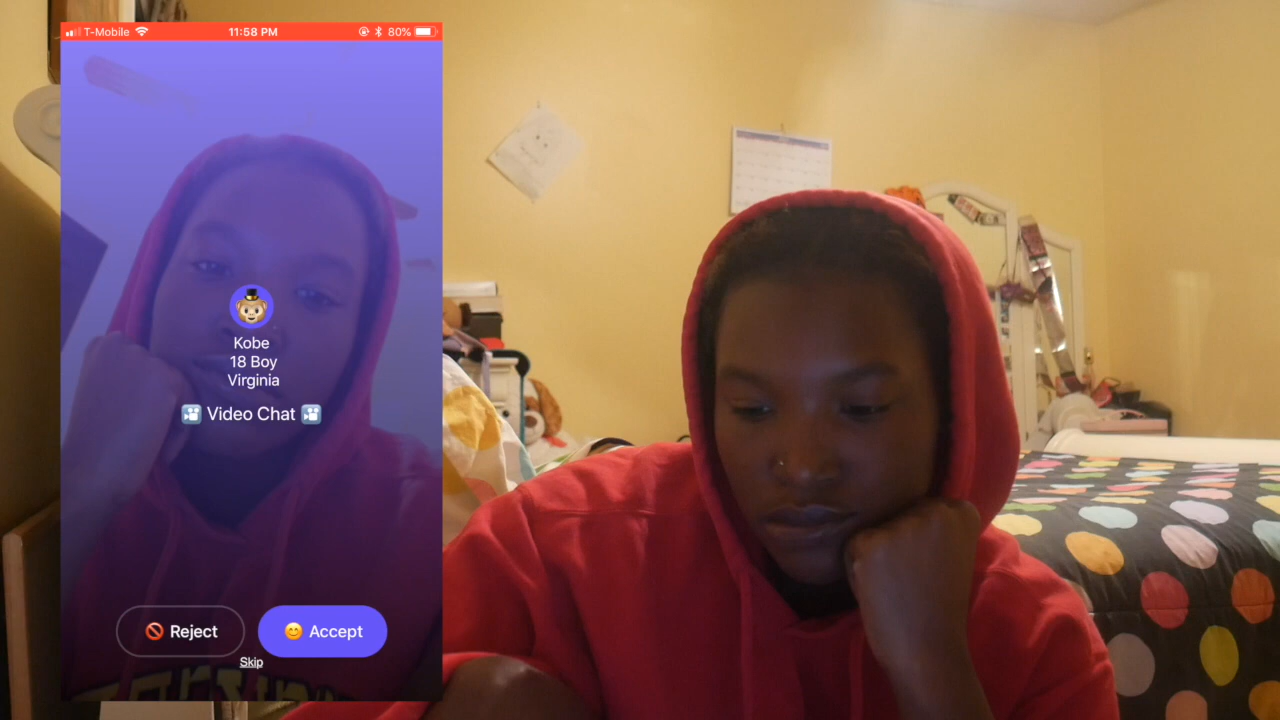 T-Mobile 11:58 PM 80%
Kobe
18 Boy
Virginia
Video Chat
Reject Accept
Skip